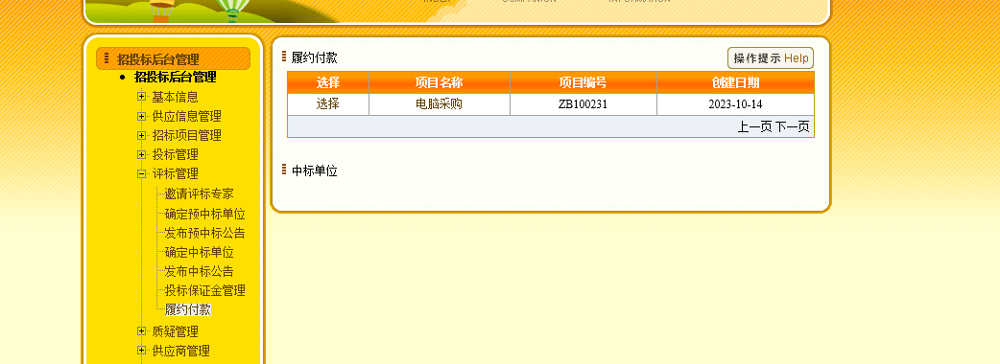 招投标后台管理
招投标后台管理
基本信息
供应信息管理
招标项目管理
投标管理
评标管理
邀请评标专家
确定预中标单位
发布预中标公告
确定中标单位
发布中标公告
投标保证金管理
履约付款
质疑管理
供应商管理
履约付款
操作提示 Help
选择 项目名称 项目编号 创建日期
选择 电脑采购 ZB100231 2023-10-14
上一页 下一页
中标单位